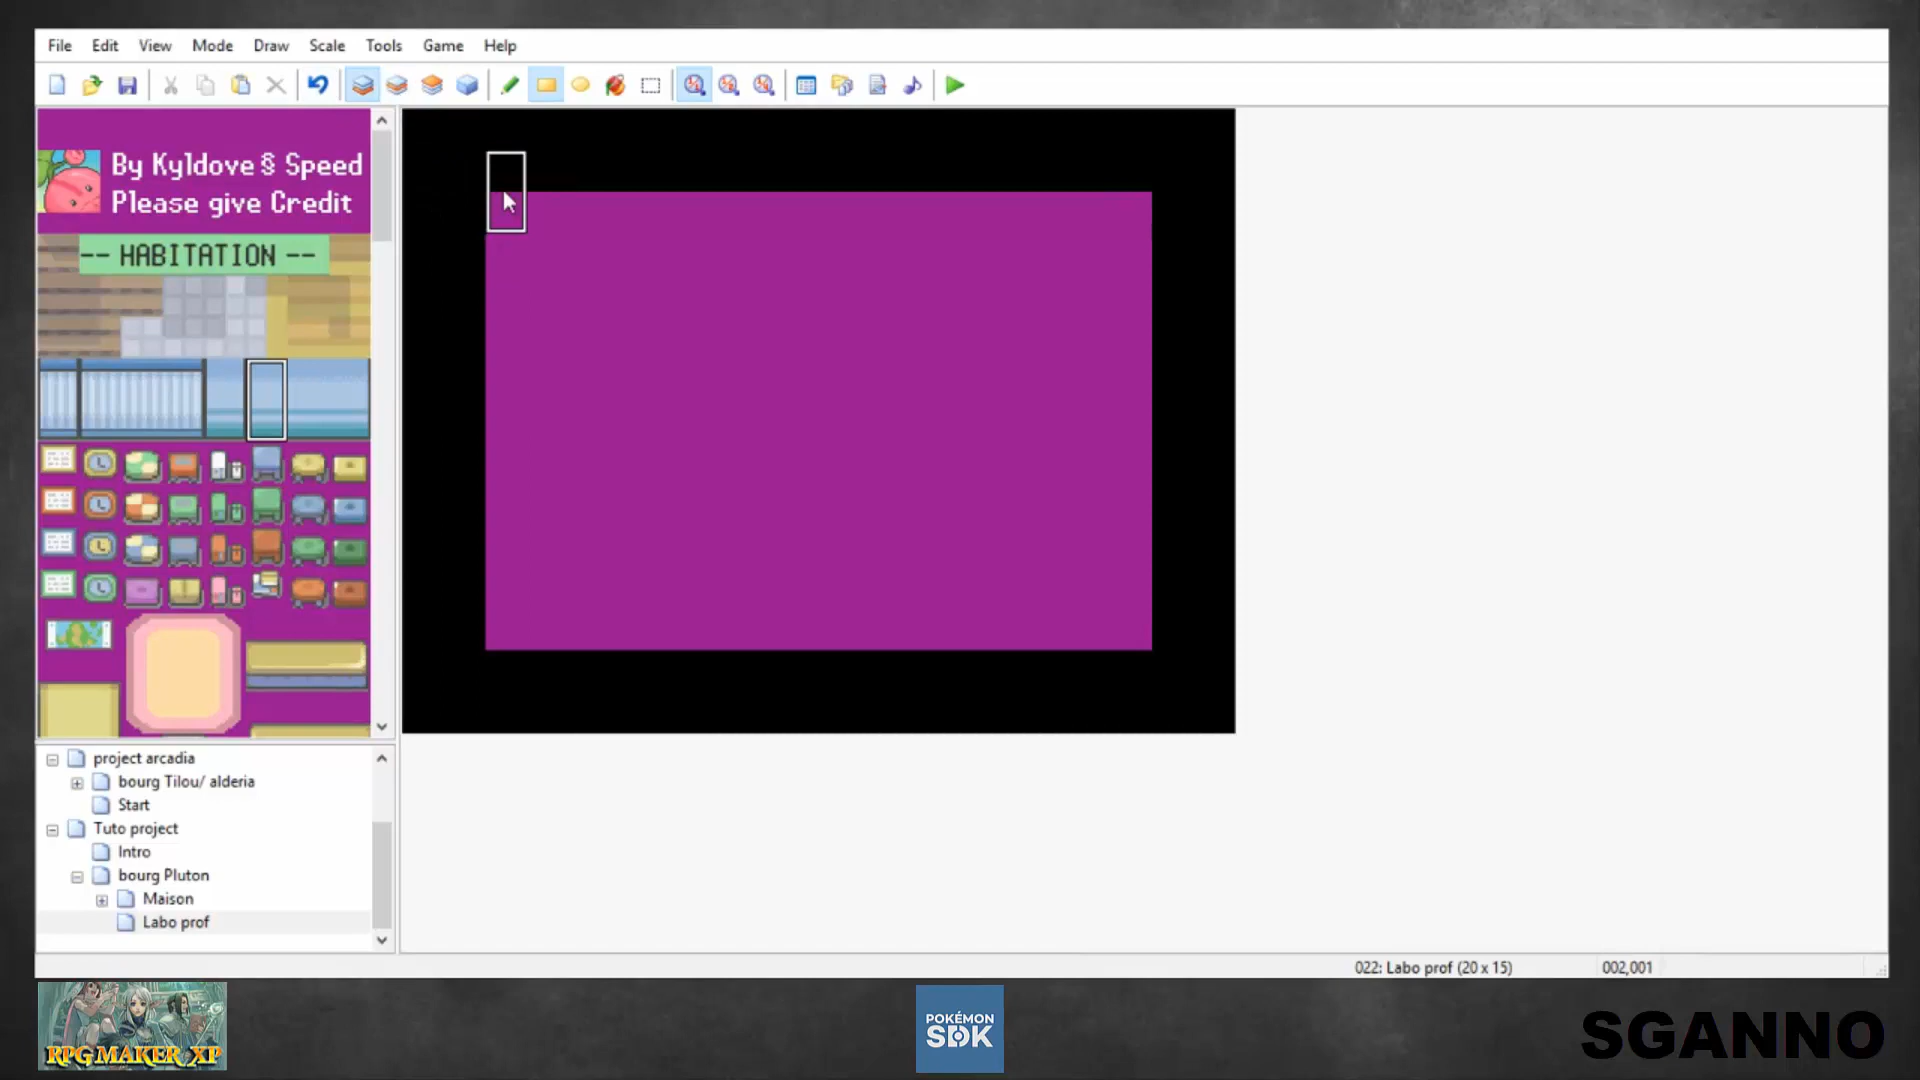 File Edit View Mode Draw Scale Tools Game Help
By Kyldove § Speed
Please give Credit
-- HABITATION --
project arcadia
bourg Tilou/ alderia
Start
Tuto project
Intro
bourg Pluton
Maison
Labo prof
022: Labo prof (20 x 15) 002,001
RPG MAKER XP
POKÉMON
SDK
SGANNO